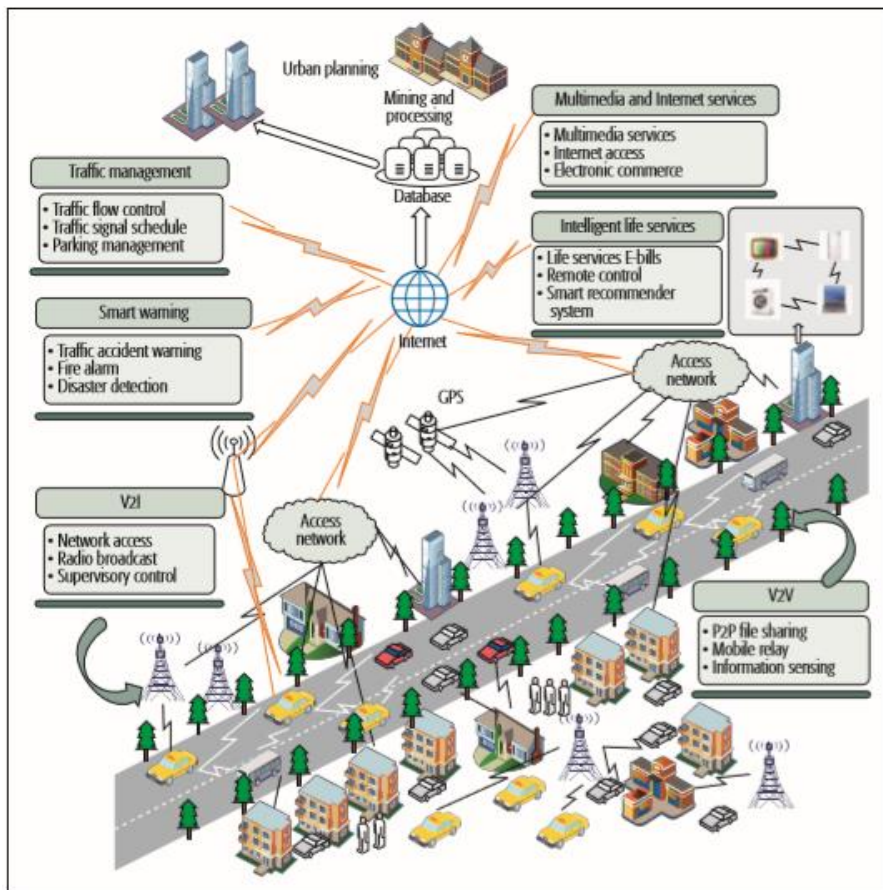 Urban planning
Mining and
processing
Database
Multimedia and Internet services
• Multimedia services
• Internet access
• Electronic commerce
Traffic management
• Traffic flow control
• Traffic signal schedule
• Parking management
Intelligent life services
• Life services E-bills
• Remote control
• Smart recommender
system
Internet
Smart warning
• Traffic accident warning
• Fire alarm
• Disaster detection
Access
network
GPS
V2I
• Network access
• Radio broadcast
• Supervisory control
Access
network
V2V
• P2P file sharing
• Mobile relay
• Information sensing